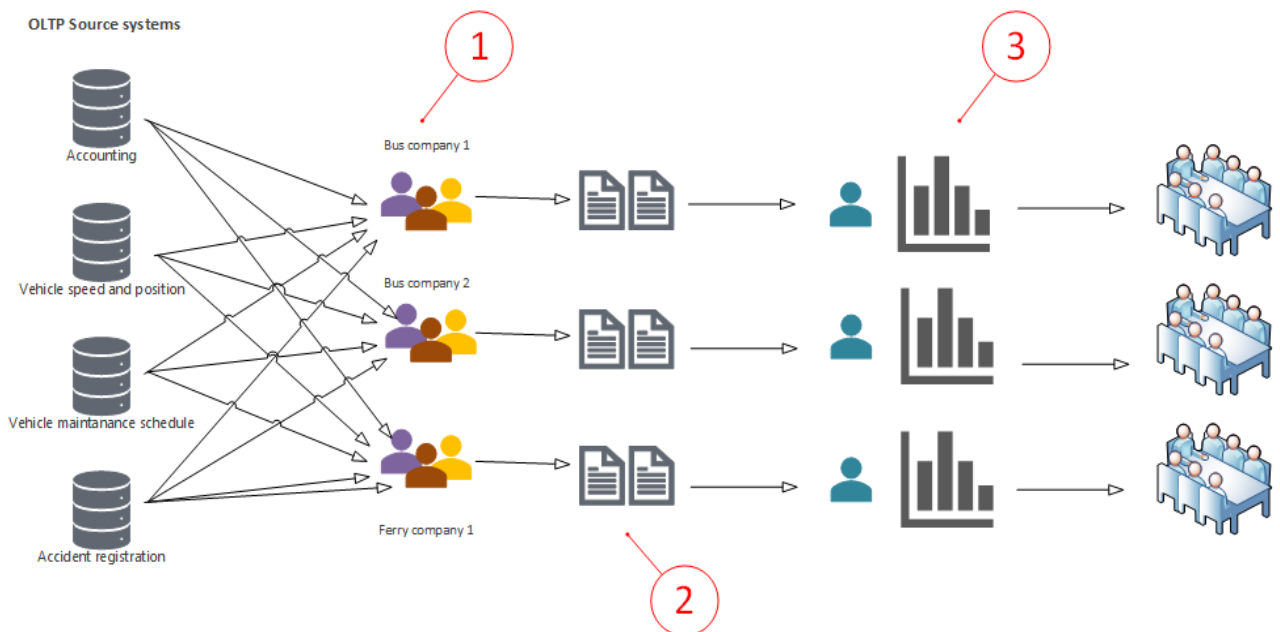 OLTP Source systems
1
3
Accounting
Bus company 1
Vehicle speed and position
Bus company 2
Vehicle maintanance schedule
Ferry company 1
Accident registration
2